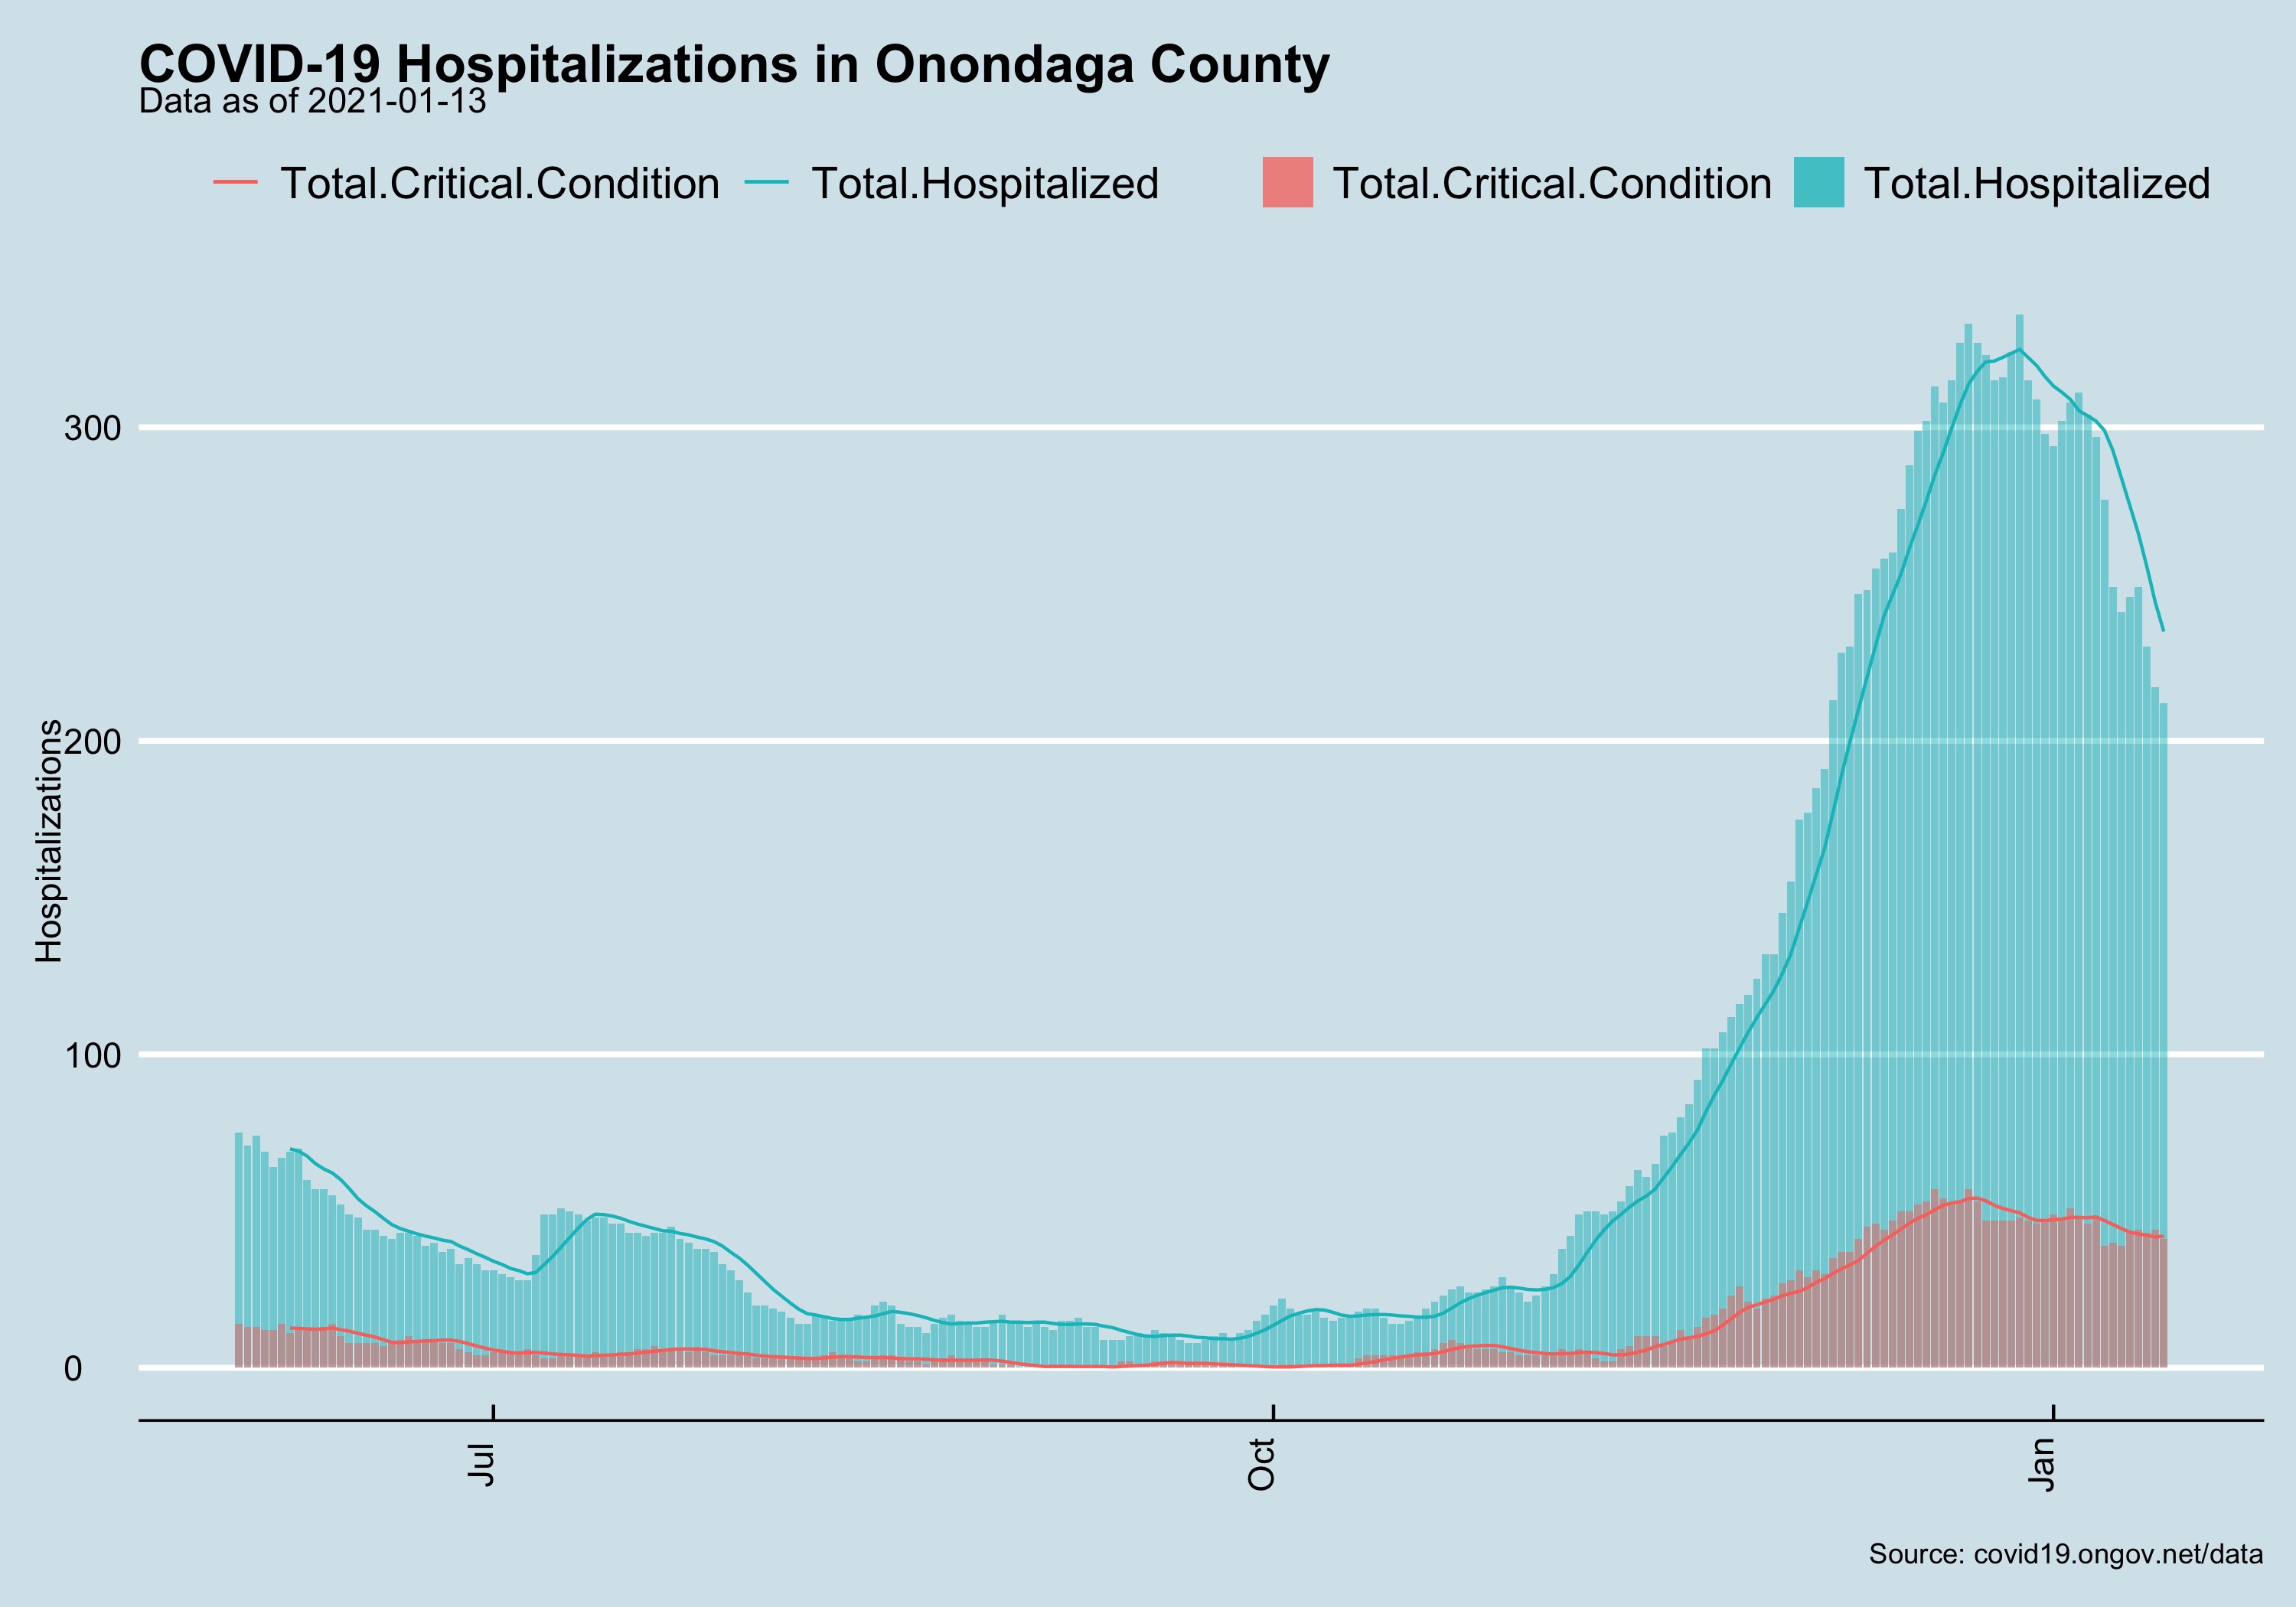 COVID-19 Hospitalizations in Onondaga County
Data as of 2021-01-13
Total.Critical.Condition Total.Hospitalized Total.Critical.Condition Total.Hospitalized
Hospitalizations
300
200
100
0
Jul Oct Jan
Source: covid19.ongov.net/data